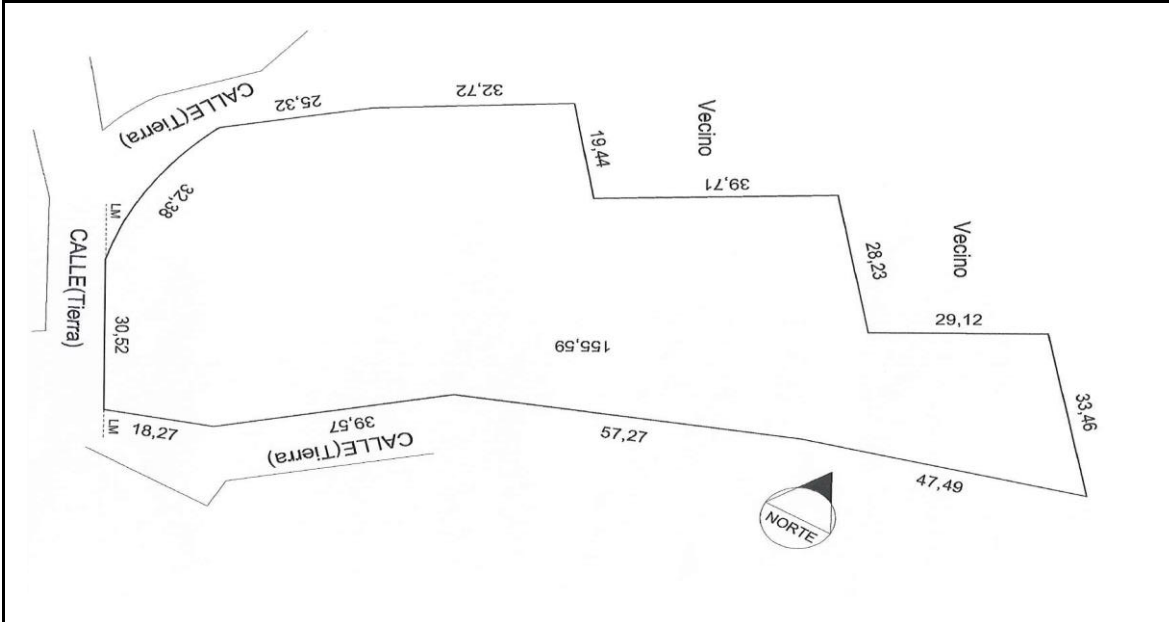 CALLE(Tierra)
25,32
32,72
Vecino
19,44
39,71
32,38
LM
CALLE(Tierra)
Vecino
28,23
30,52
29,12
155,59
33,46
LM
18,27
39,57
CALLE(Tierra)
57,27
47,49
NORTE